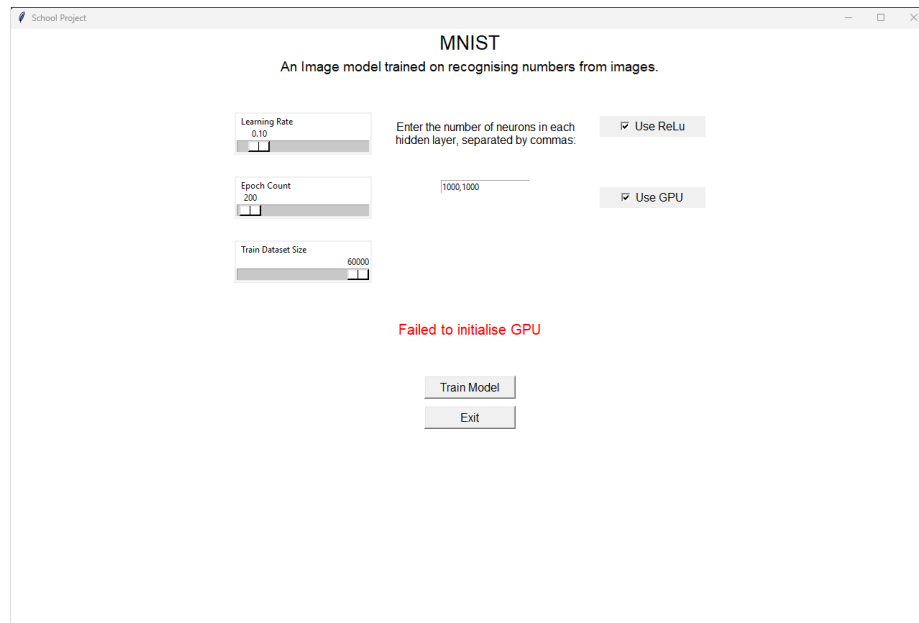 School Project
MNIST
An Image model trained on recognising numbers from images.
Learning Rate
0.10
Enter the number of neurons in each
hidden layer, separated by commas:
Use ReLu
Epoch Count
200
1000,1000
Use GPU
Train Dataset Size
60000
Failed to initialise GPU
Train Model
Exit